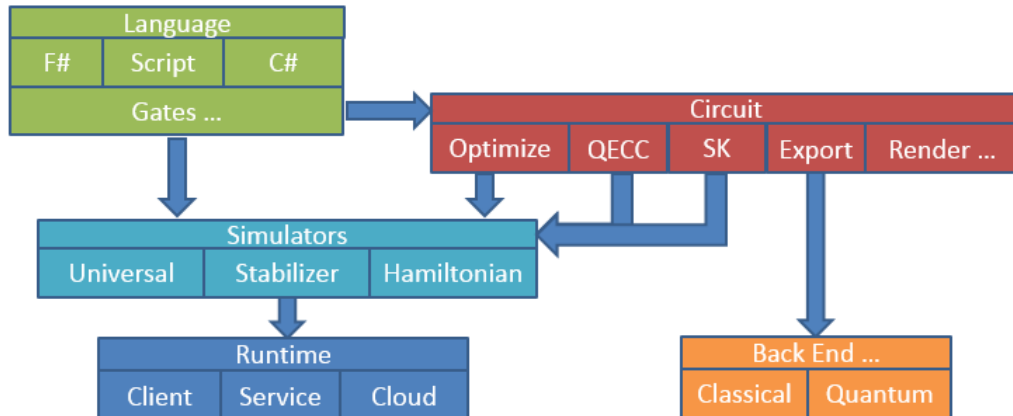 Language
F# Script C#
Gates ...
Circuit
Optimize QECC SK Export Render ...
Simulators
Universal Stabilizer Hamiltonian
Runtime
Client Service Cloud
Back End ...
Classical Quantum